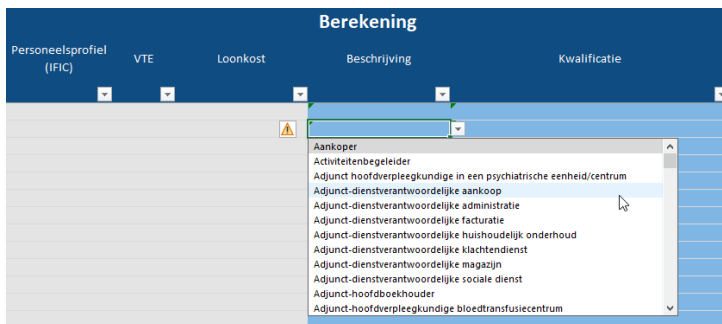 Berekening
Personeelsprofiel
(IFIC)
VTE
Loonkost
Beschrijving
Kwalificatie
Aankoper
Activiteitenbegeleider
Adjunct hoofdverpleegkundige in een psychiatrische eenheid/centrum
Adjunct-dienstverantwoordelijke aankoop
Adjunct-dienstverantwoordelijke administratie
Adjunct-dienstverantwoordelijke facturatie
Adjunct-dienstverantwoordelijke huishoudelijk onderhoud
Adjunct-dienstverantwoordelijke klachtendienst
Adjunct-dienstverantwoordelijke magazijn
Adjunct-dienstverantwoordelijke sociale dienst
Adjunct-hoofdboekhouder
Adjunct-hoofdverpleegkundige bloedtransfusiecentrum